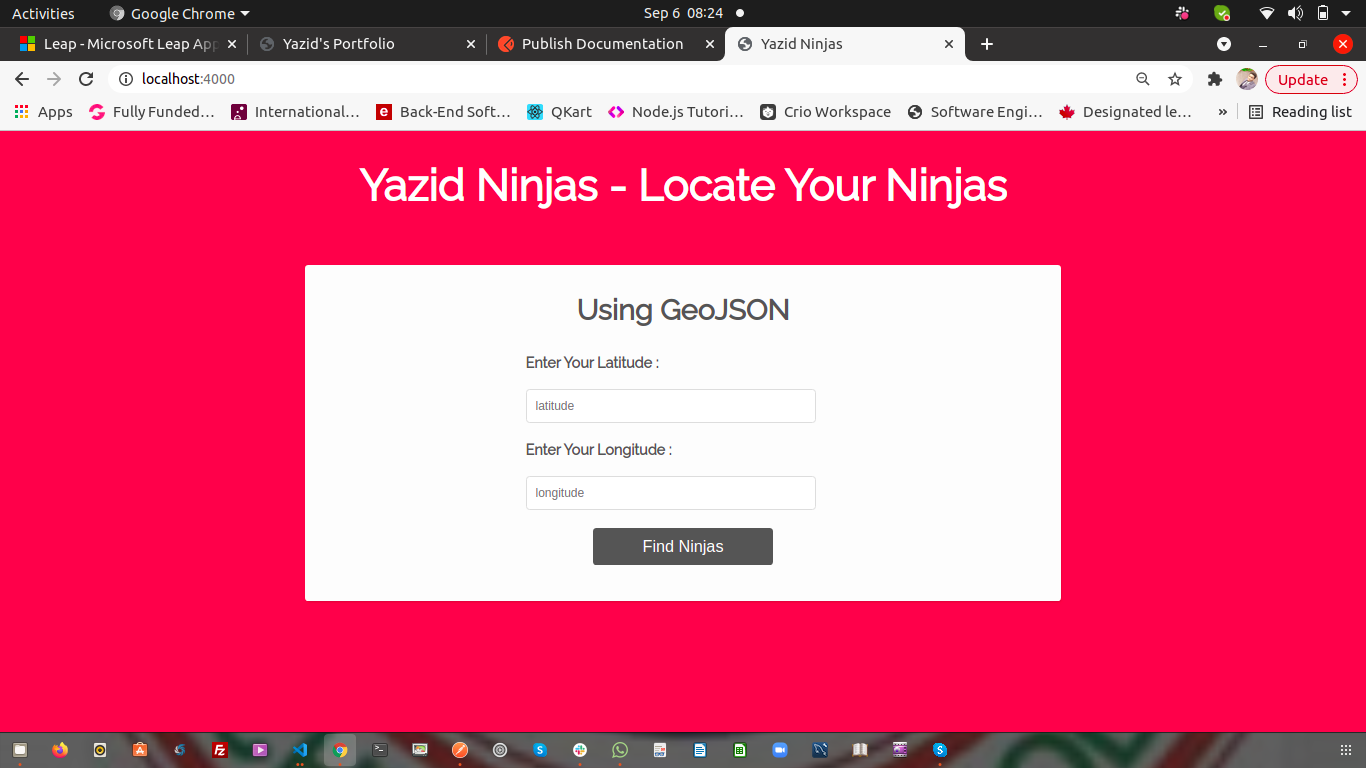 Activities Google Chrome Sep 6 08:24
Leap - Microsoft Leap App Yazid's Portfolio Publish Documentation Yazid Ninjas
localhost:4000 Update
Apps Fully Funded... International... Back-End Soft... QKart Node.js Tutori... Crio Workspace Software Engi... Designated le... » Reading list
Yazid Ninjas - Locate Your Ninjas
Using GeoJSON
Enter Your Latitude :
latitude
Enter Your Longitude :
longitude
Find Ninjas